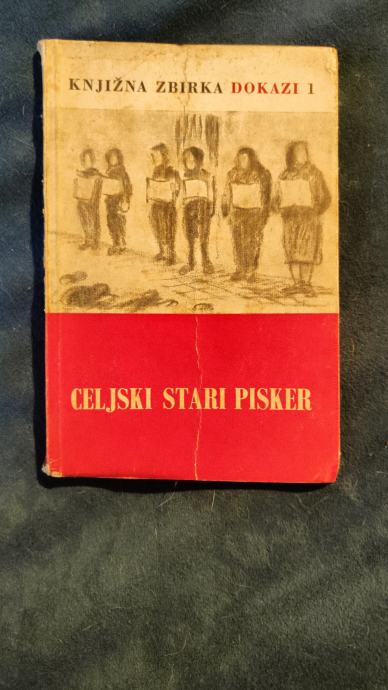 KNJIŽNA ZBIRKA DOKAZI 1
CELJSKI STARI PISKER